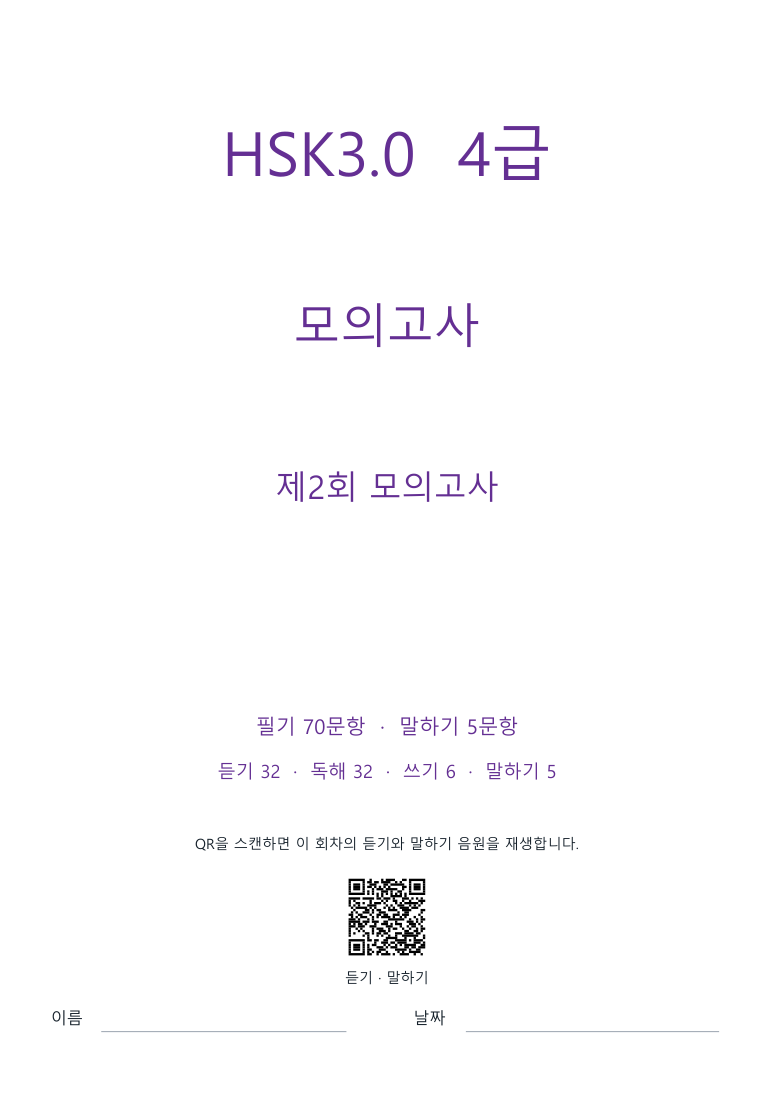 HSK3.0 4급
모의고사
제2회 모의고사
필기 70문항 · 말하기 5문항
듣기 32 · 독해 32 · 쓰기 6 · 말하기 5
QR을 스캔하면 이 회차의 듣기와 말하기 음원을 재생합니다.
듣기 · 말하기
이름 날짜